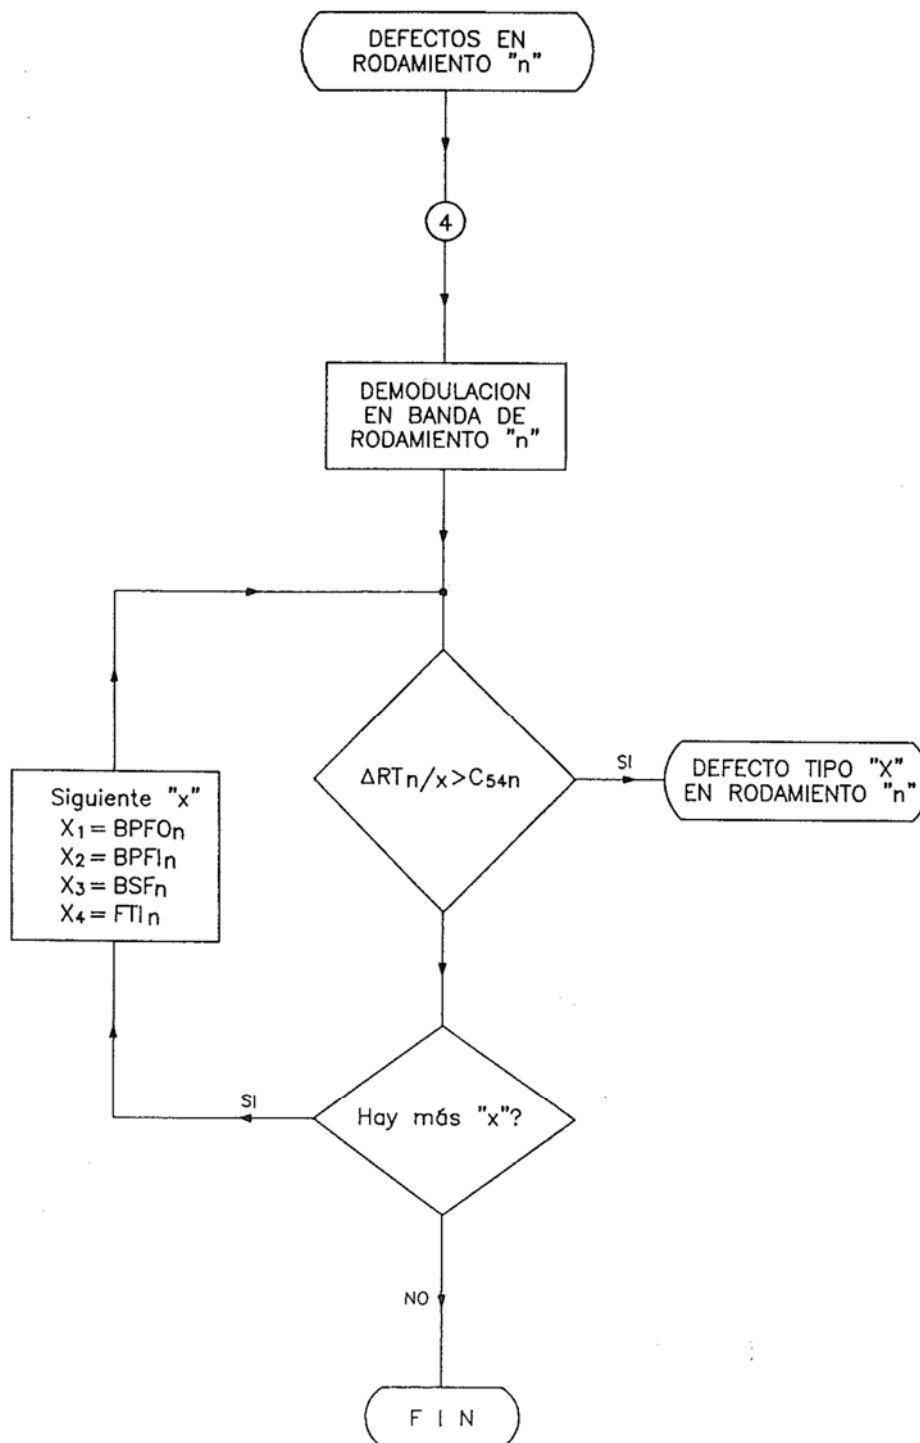 DEFECTOS EN
RODAMIENTO "n"
4
DEMODULACION
EN BANDA DE
RODAMIENTO "n"
ΔRTn/x>C54n
SI
DEFECTO TIPO "X"
EN RODAMIENTO "n"
Siguiente "x"
X1= BPFOn
X2= BPFIn
X3= BSFn
X4= FTIn
Hay más "x"?
SI
NO
F I N